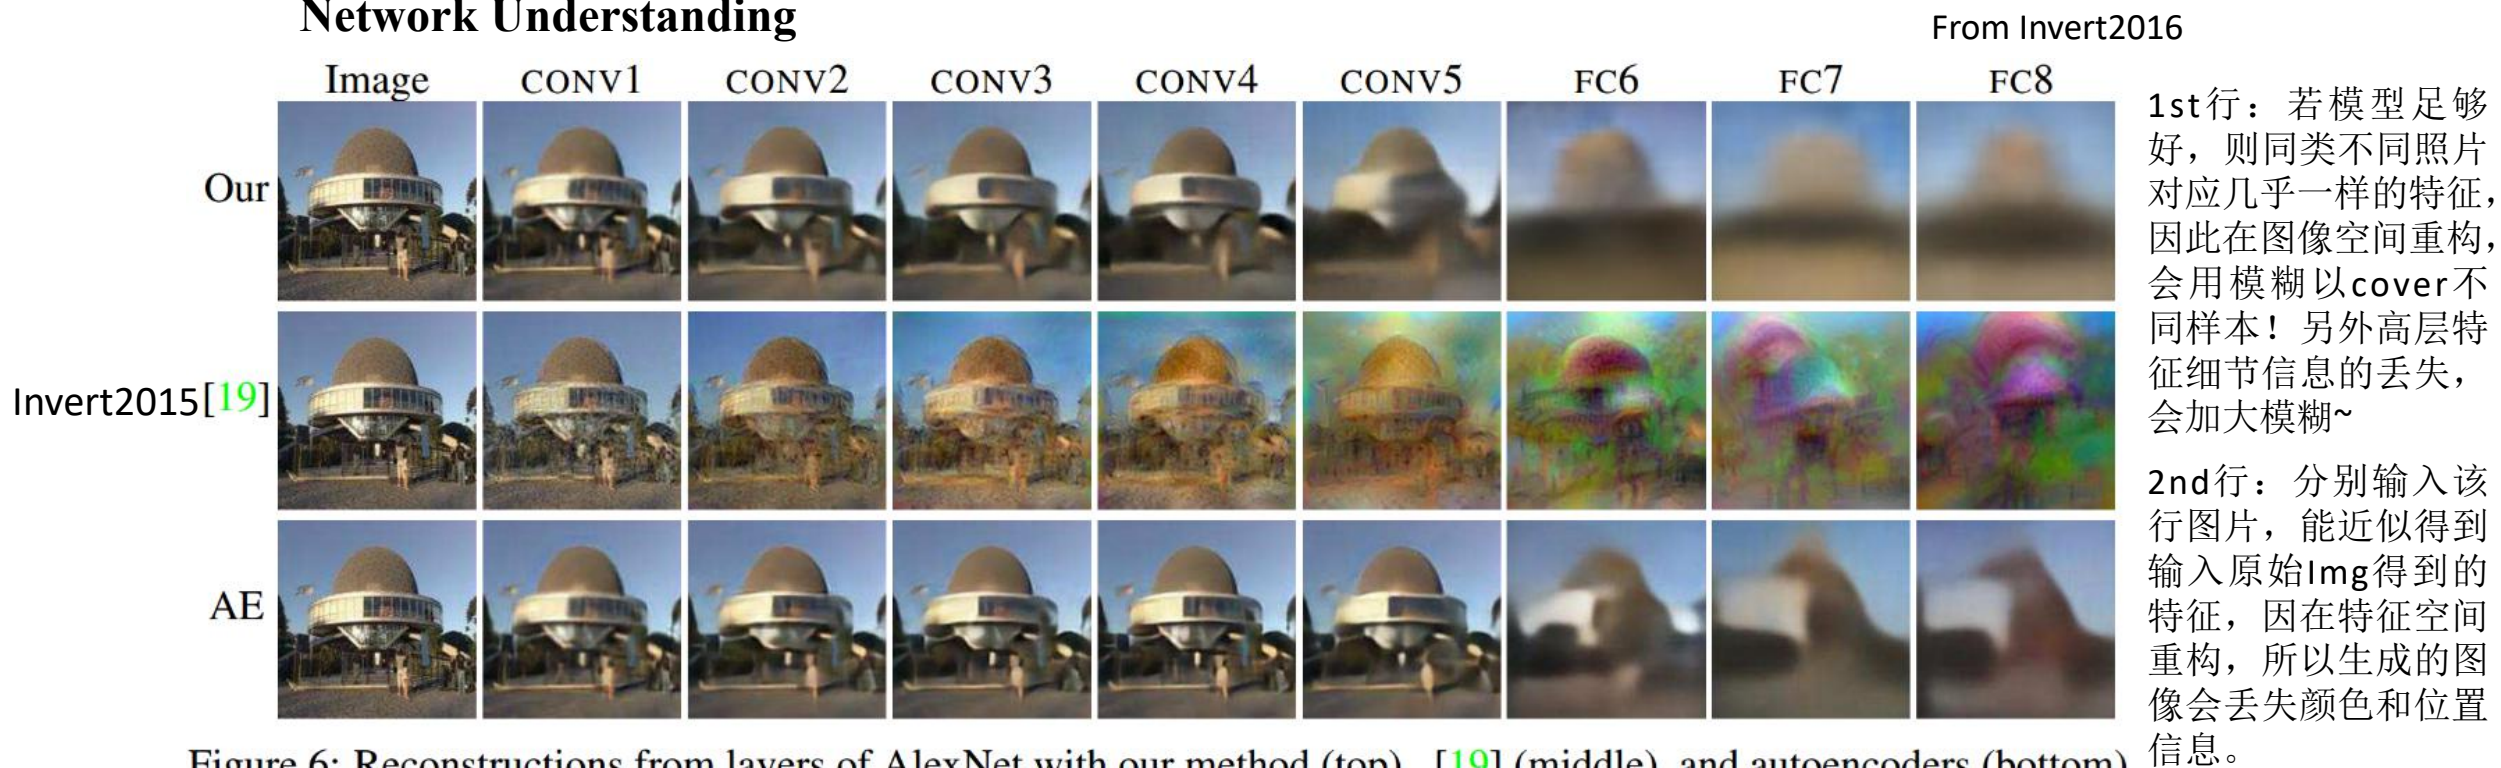 Network Understanding
From Invert2016
Image CONV1 CONV2 CONV3 CONV4 CONV5 FC6 FC7 FC8
Our
Invert2015[19]
AE
1st行：若模型足够
好，则同类不同照片
对应几乎一样的特征，
因此在图像空间重构，
会用模糊以cover不
同样本！另外高层特
征细节信息的丢失，
会加大模糊~
2nd行：分别输入该
行图片，能近似得到
输入原始Img得到的
特征，因在特征空间
重构，所以生成的图
像会丢失颜色和位置
信息。
Figure 6: Reconstructions from layers of AlexNet with our method (top), [19] (middle), and autoencoders (bottom)